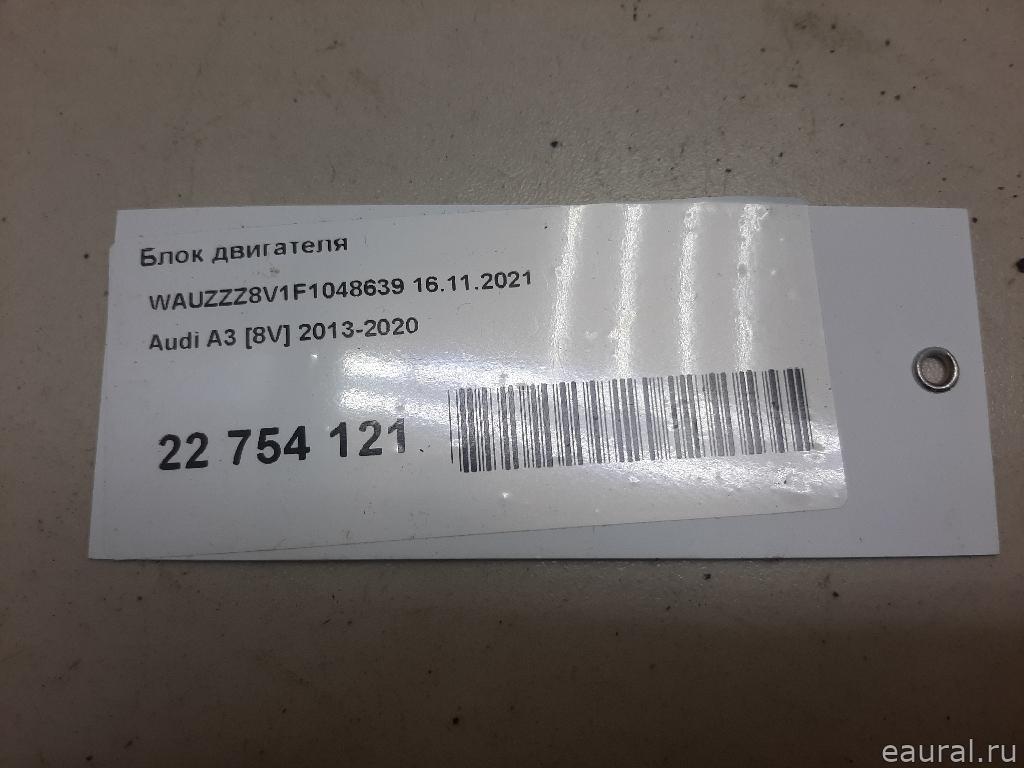 Блок двигателя
WAUZZZ8V1F1048639 16.11.2021
Audi A3 [8V] 2013-2020
22 754 121
eaural.ru